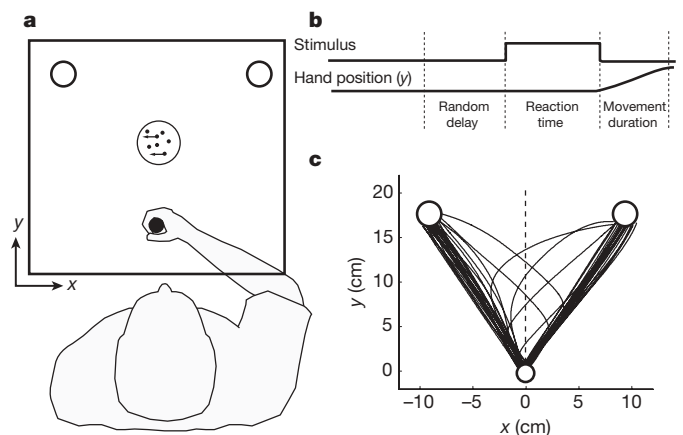 a
y
x
b
Stimulus
Hand position (y)
Random
delay
Reaction
time
Movement
duration
c
20
15
10
5
0
y (cm)
−10
−5
0
5
10
x (cm)